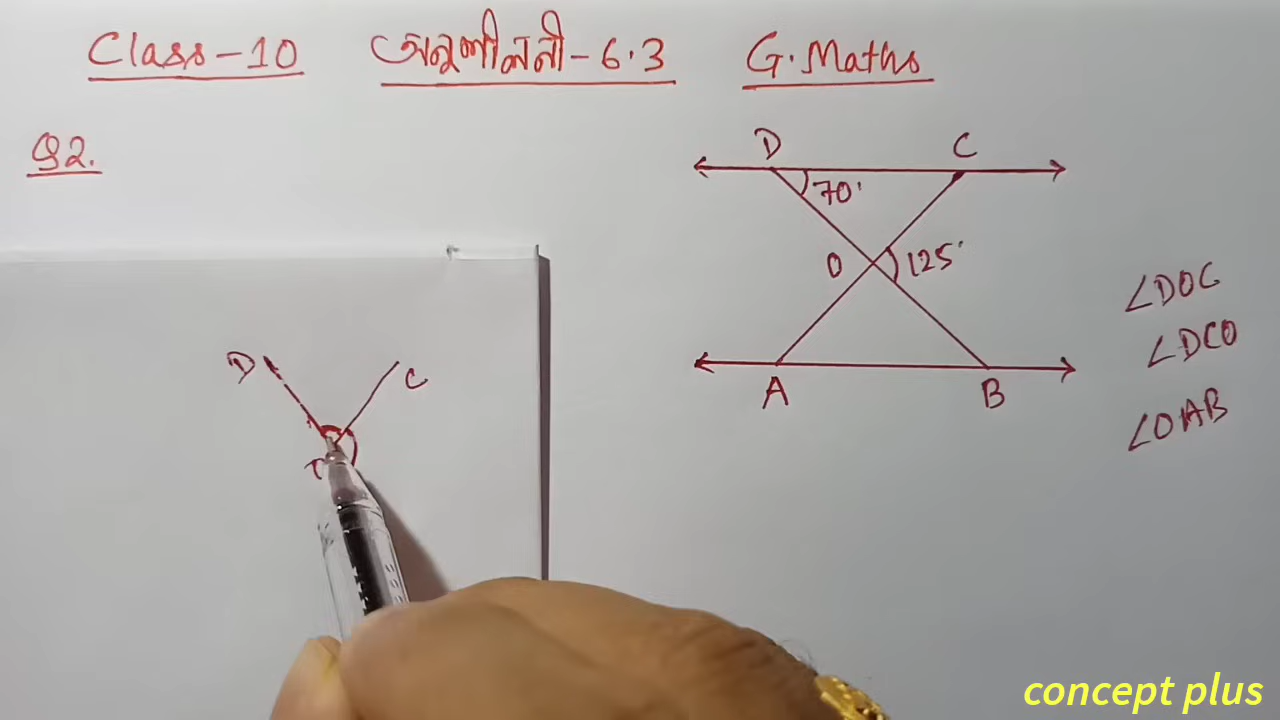 Class-10 অনুশীলনী-6.3 G.Maths
Q2.
D C
70°
O 125°
A B
∠DOC
∠DCO
∠OAB
D C
concept plus